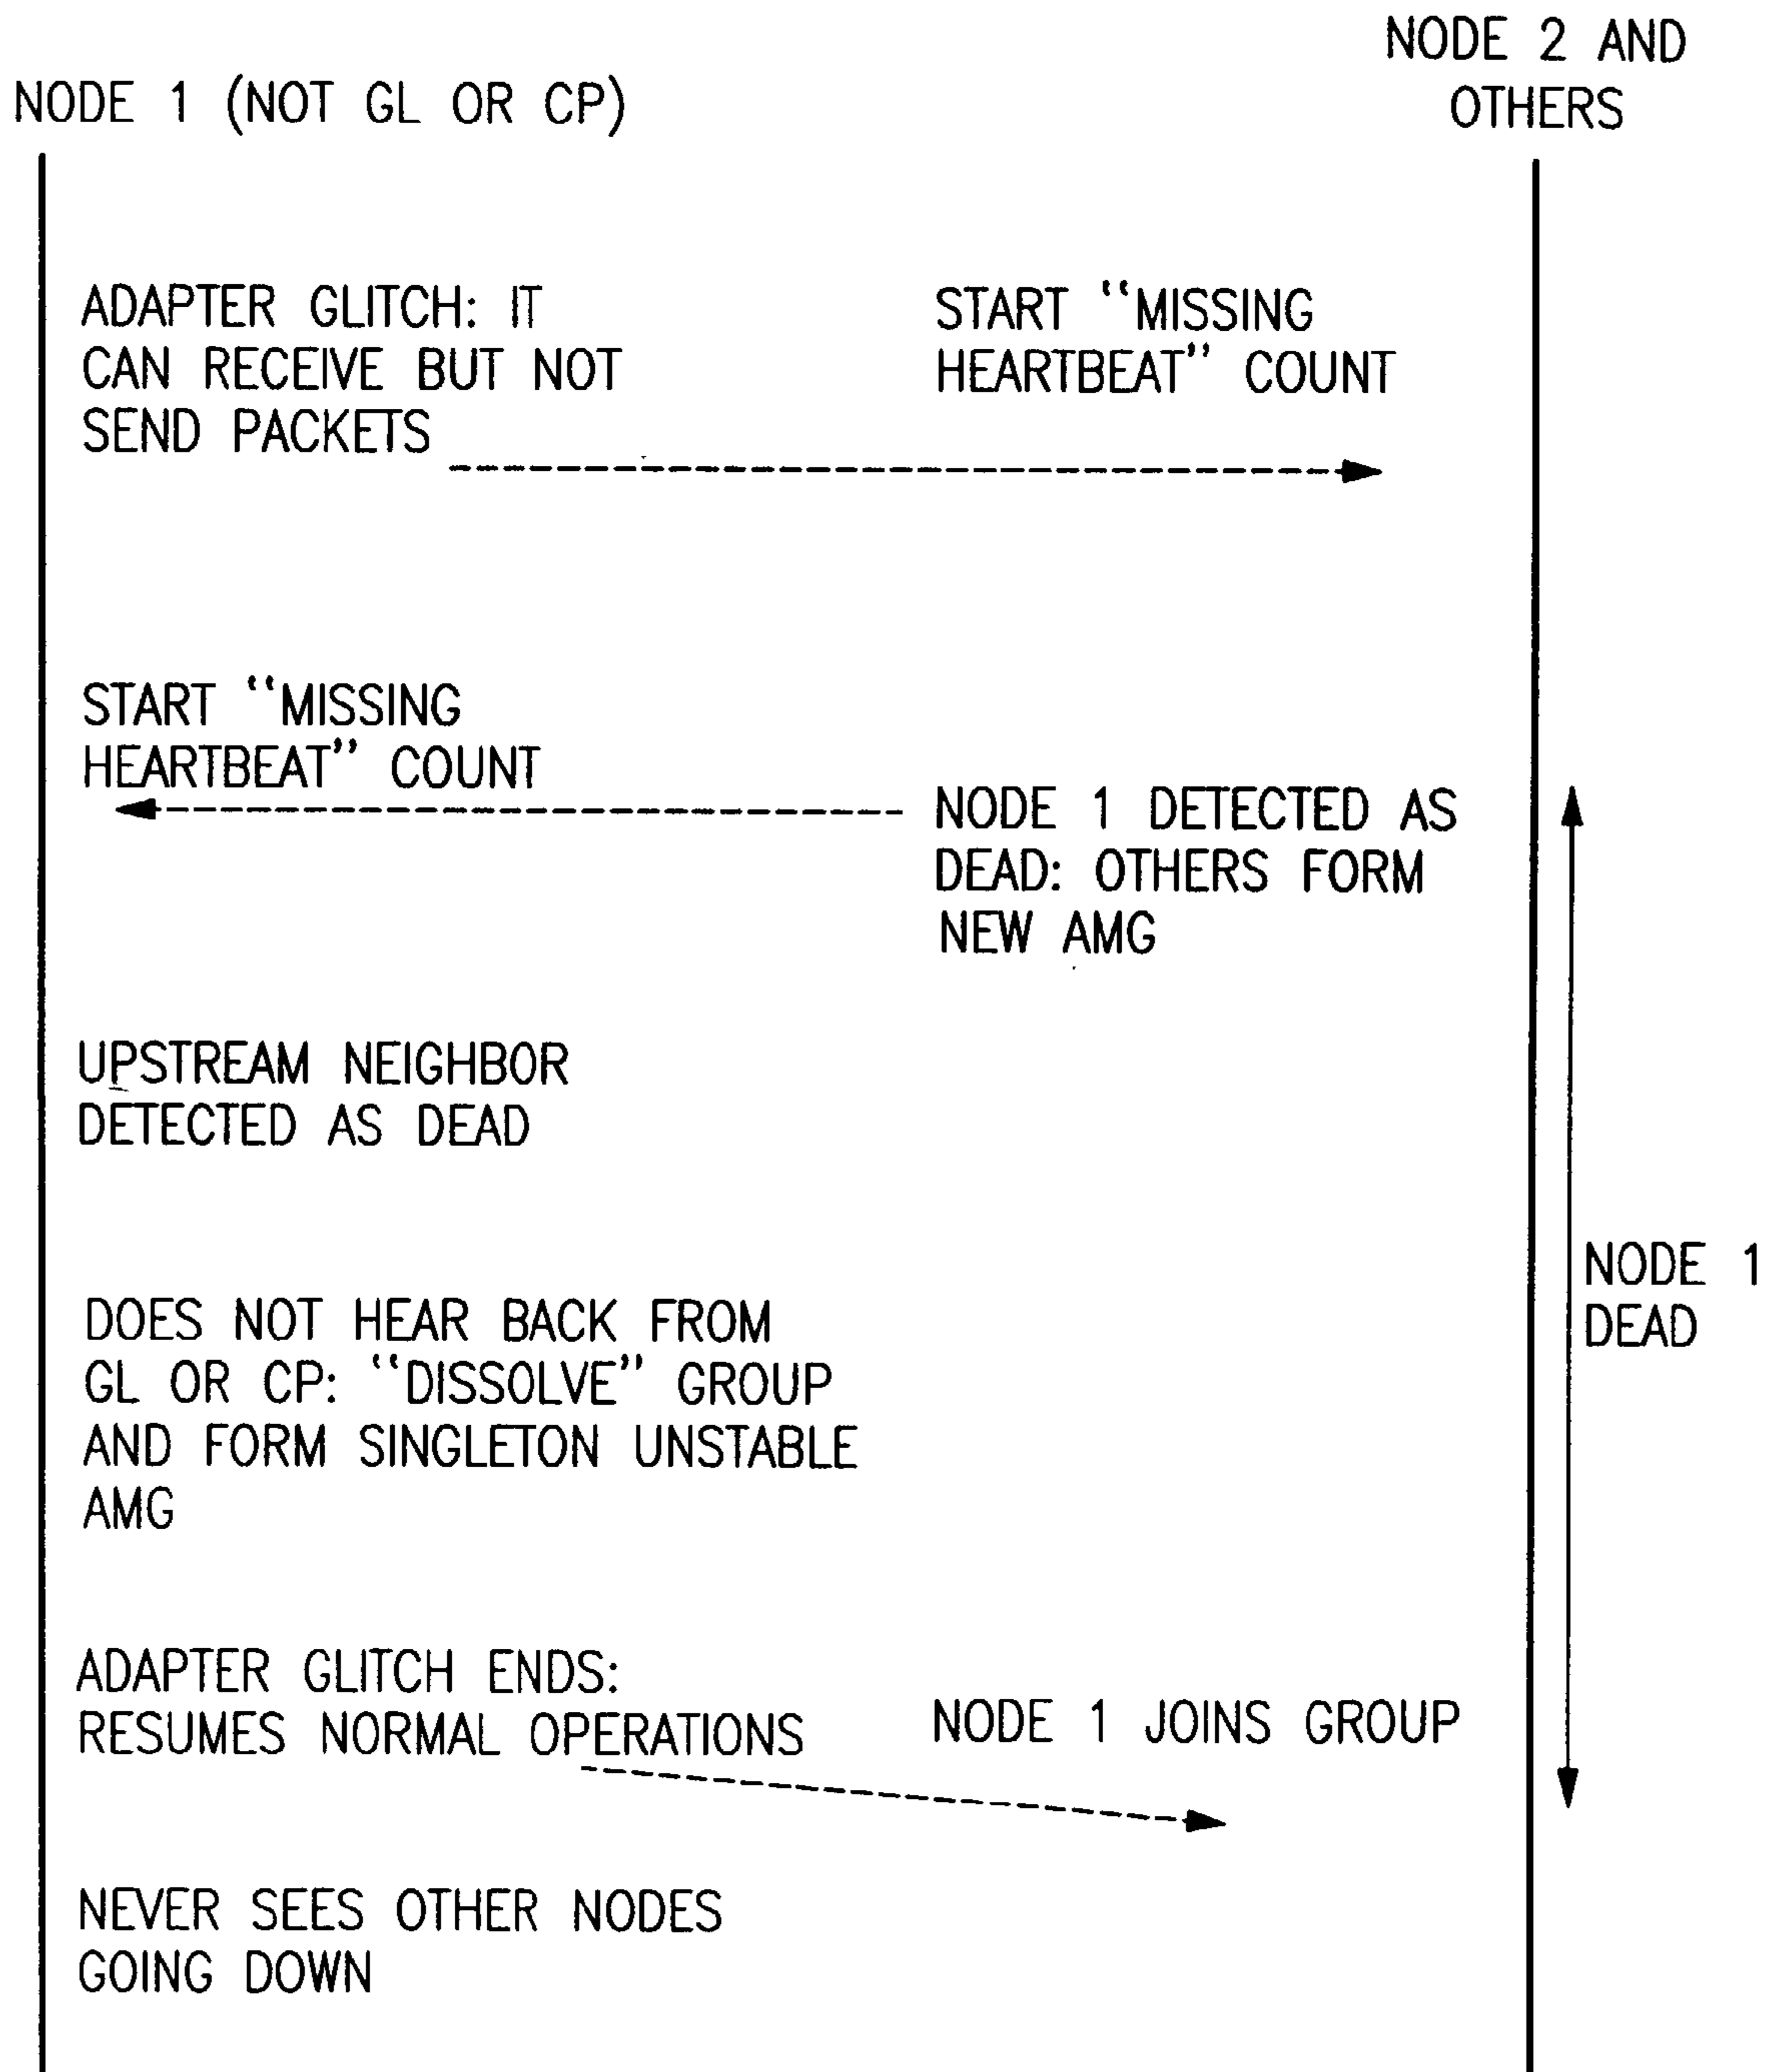 NODE 1 (NOT GL OR CP)
NODE 2 AND
OTHERS
ADAPTER GLITCH: IT
CAN RECEIVE BUT NOT
SEND PACKETS
START ‘‘MISSING
HEARTBEAT’’ COUNT
START ‘‘MISSING
HEARTBEAT’’ COUNT
NODE 1 DETECTED AS
DEAD: OTHERS FORM
NEW AMG
UPSTREAM NEIGHBOR
DETECTED AS DEAD
NODE 1
DEAD
DOES NOT HEAR BACK FROM
GL OR CP: ‘‘DISSOLVE’’ GROUP
AND FORM SINGLETON UNSTABLE
AMG
ADAPTER GLITCH ENDS:
RESUMES NORMAL OPERATIONS
NODE 1 JOINS GROUP
NEVER SEES OTHER NODES
GOING DOWN